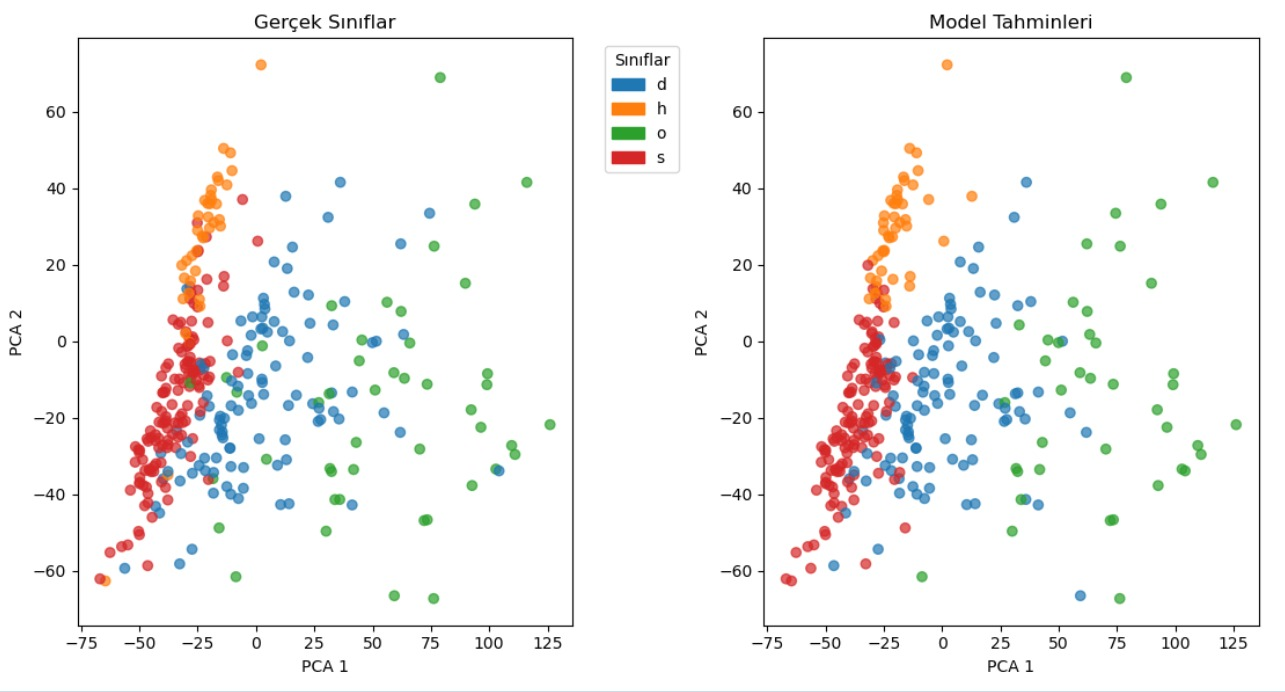 Gerçek Sınıflar
60
40
20
0
−20
−40
−60
PCA 2
−75 −50 −25 0 25 50 75 100 125
PCA 1
Sınıflar
d
h
o
s
Model Tahminleri
60
40
20
0
−20
−40
−60
PCA 2
−75 −50 −25 0 25 50 75 100 125
PCA 1